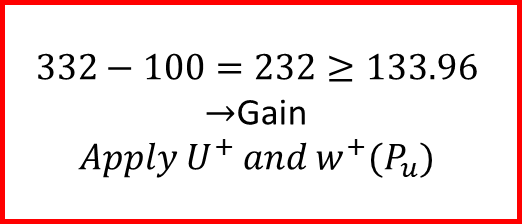 332 − 100 = 232 ≥ 133.96
→Gain
Apply U⁺ and w⁺(Pᵤ)